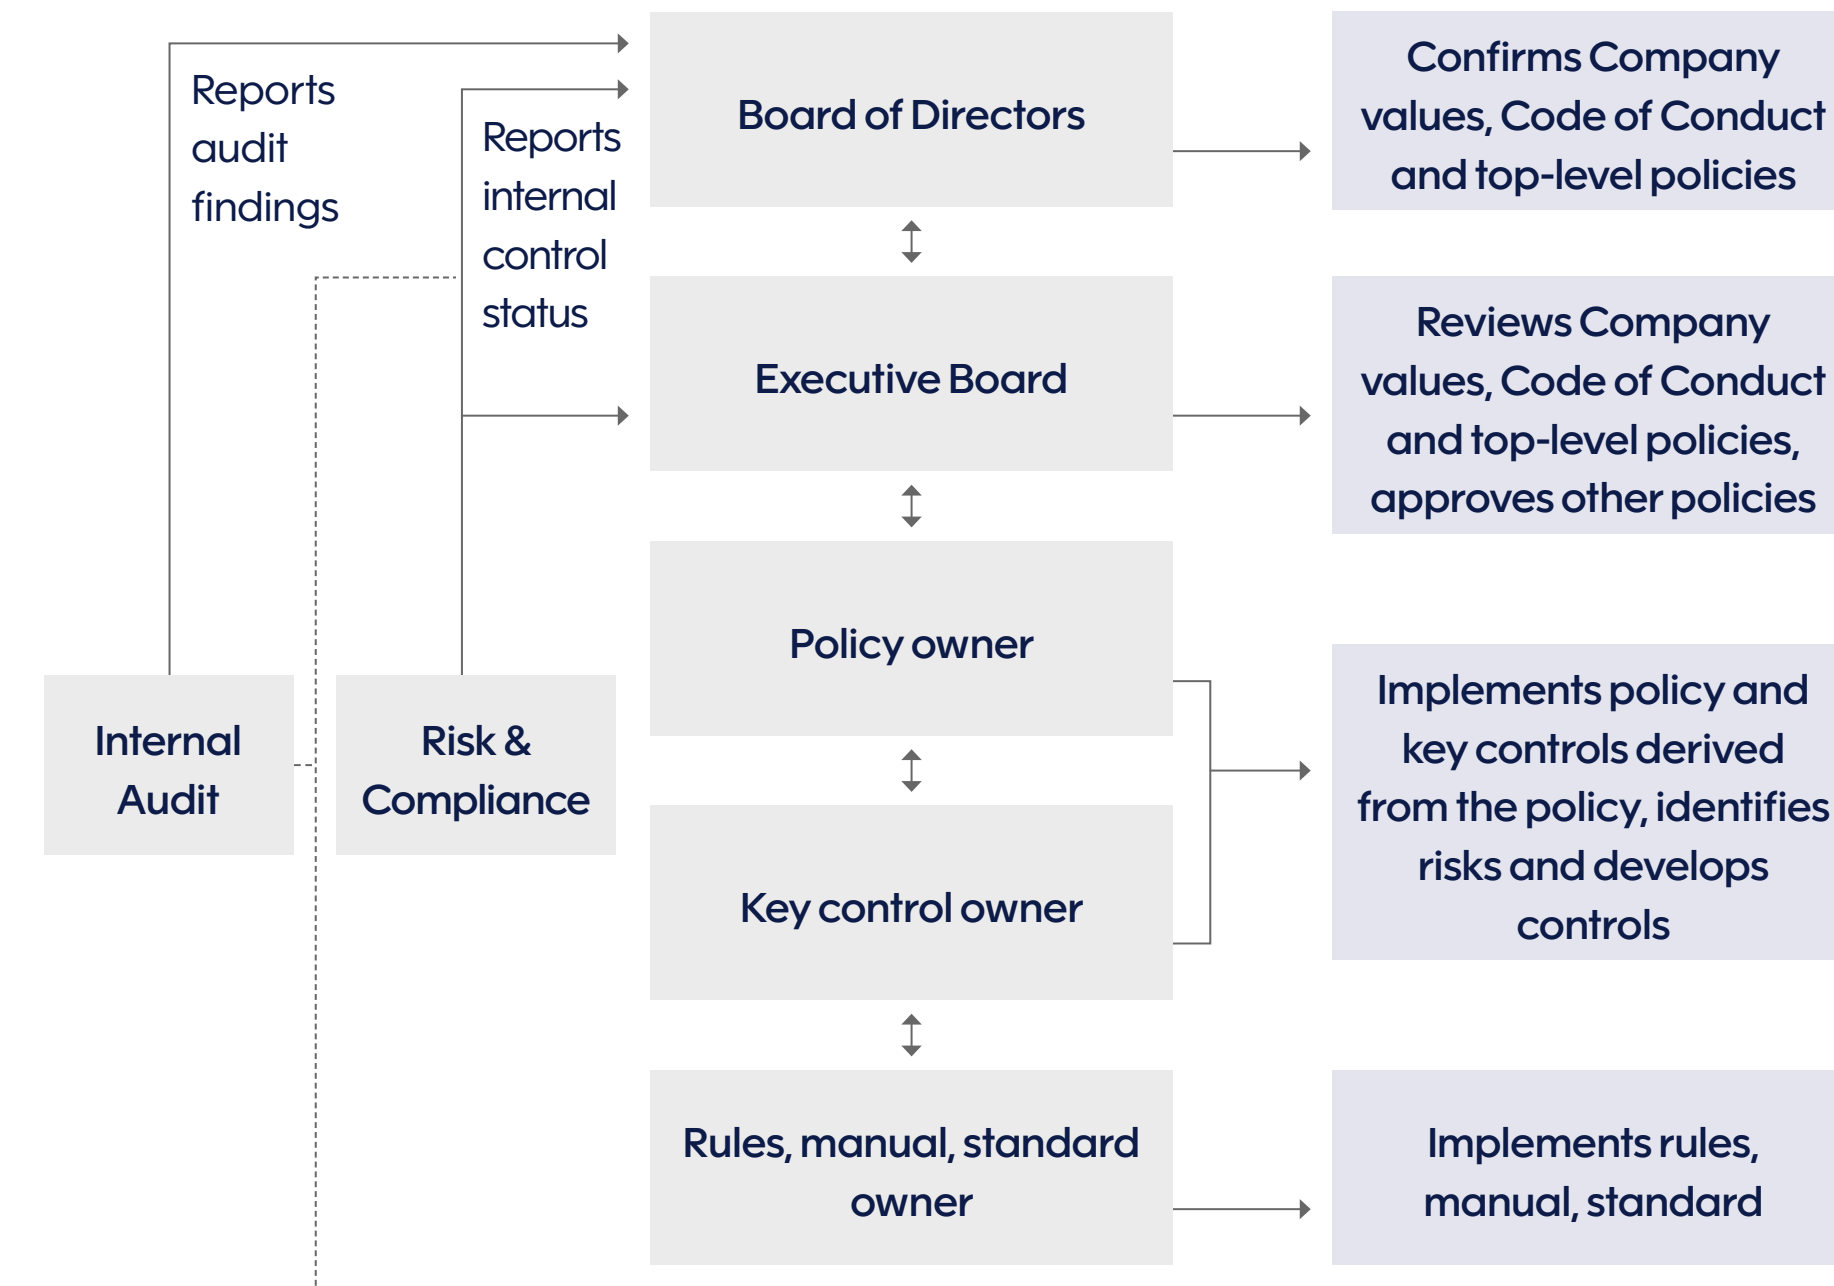 Reports
audit
findings
Reports
internal
control
status
Board of Directors
Confirms Company
values, Code of Conduct
and top-level policies
Executive Board
Reviews Company
values, Code of Conduct
and top-level policies,
approves other policies
Internal
Audit
Risk &
Compliance
Policy owner
Key control owner
Implements policy and
key controls derived
from the policy, identifies
risks and develops
controls
Rules, manual, standard
owner
Implements rules,
manual, standard